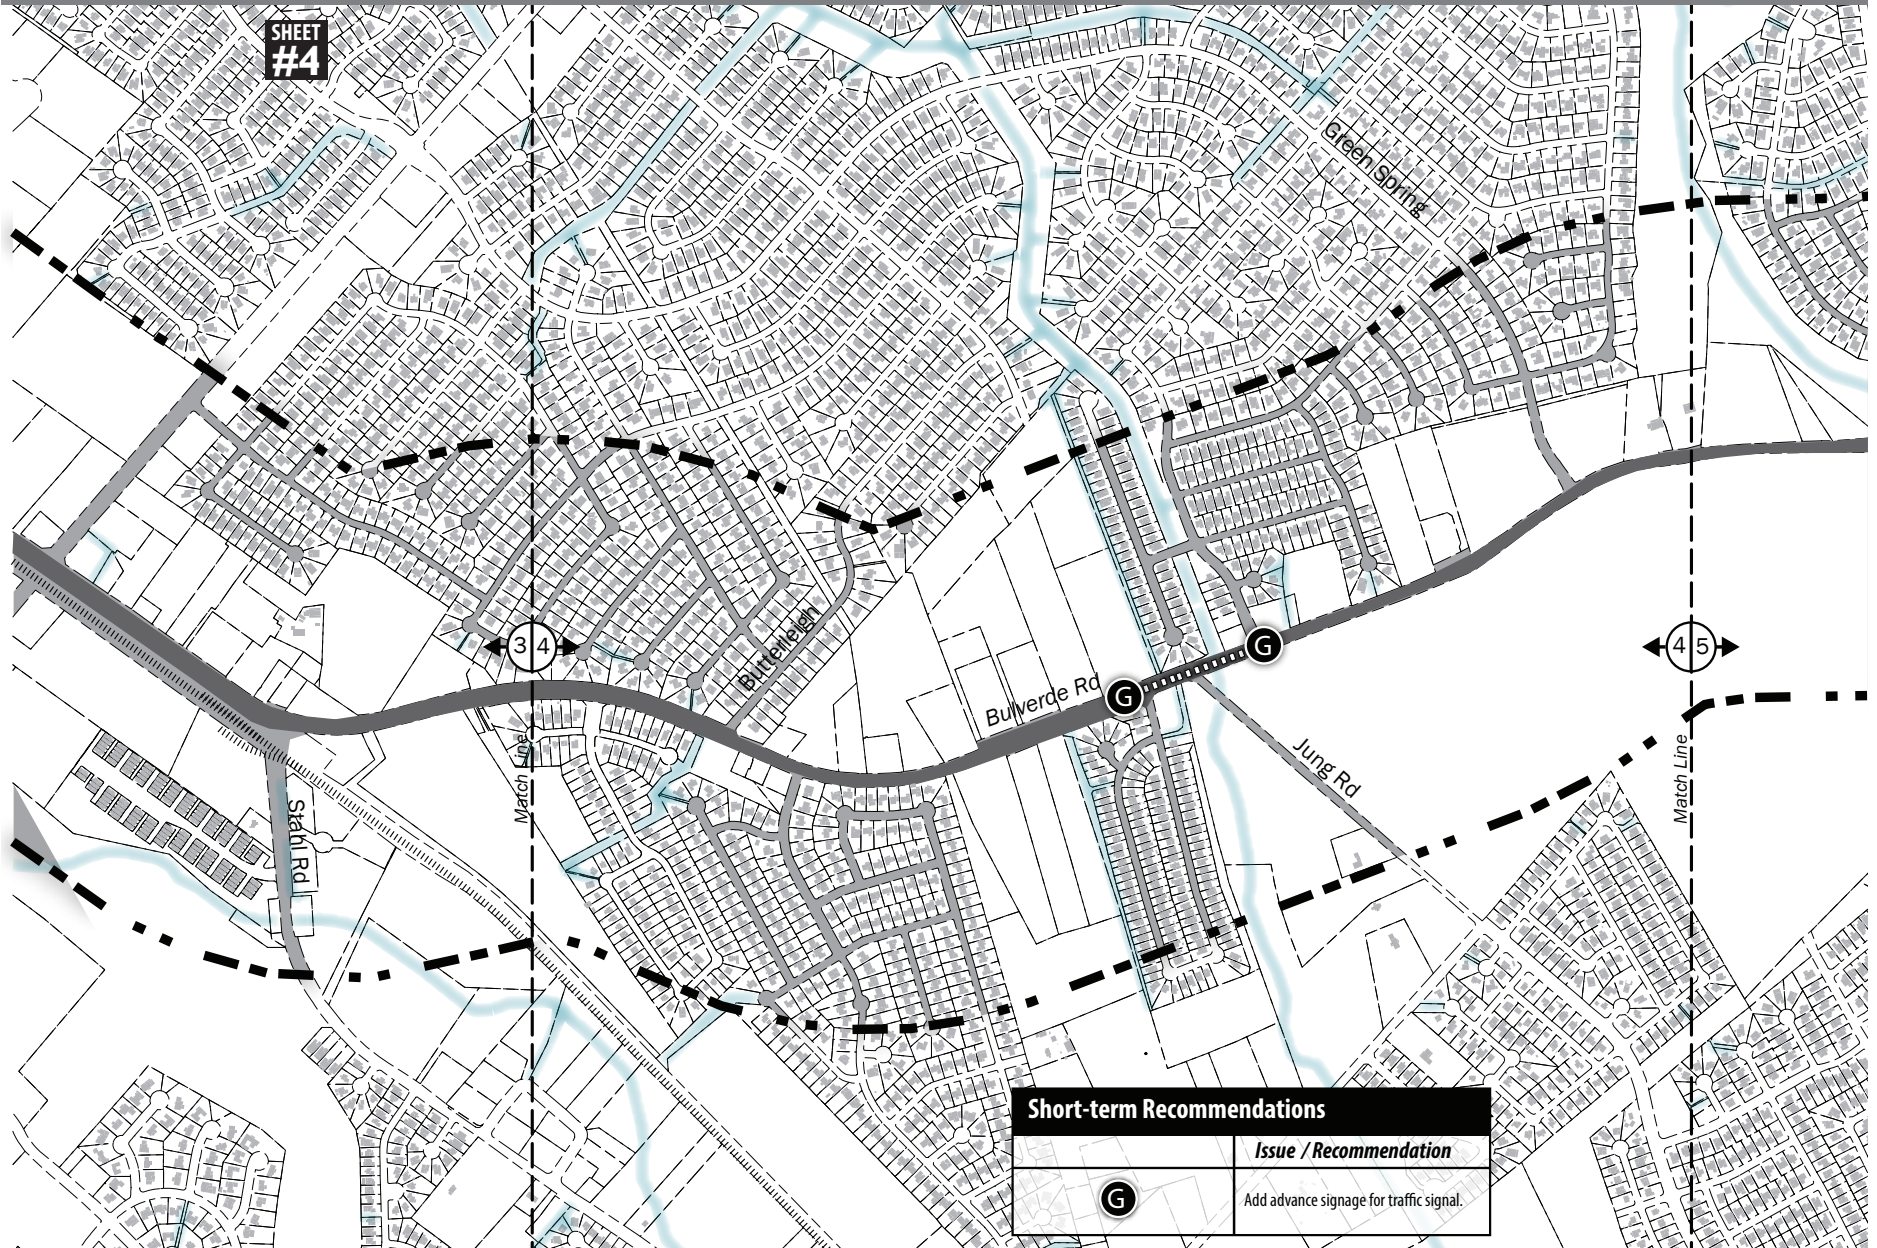 SHEET
#4
Green Spring
3 4
4 5
Butterleigh
G
Bulverde Rd
G
Jung Rd
Match Line
Match Line
Stahl Rd
Short-term Recommendations
Issue / Recommendation
G
Add advance signage for traffic signal.